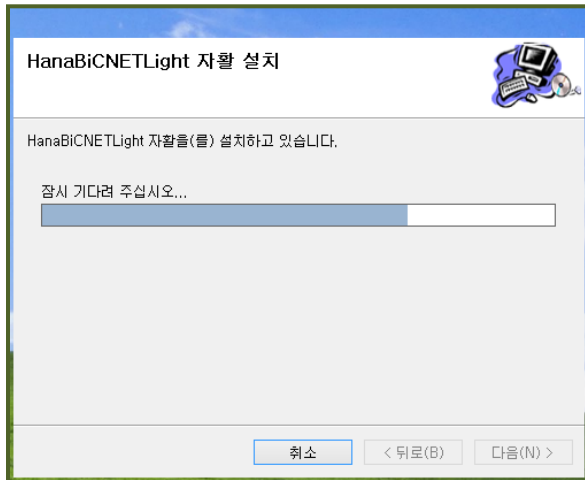 HanaBiCNETLight 자활 설치
HanaBiCNETLight 자활을(를) 설치하고 있습니다.
잠시 기다려 주십시오...
취소
< 뒤로(B)
다음(N) >